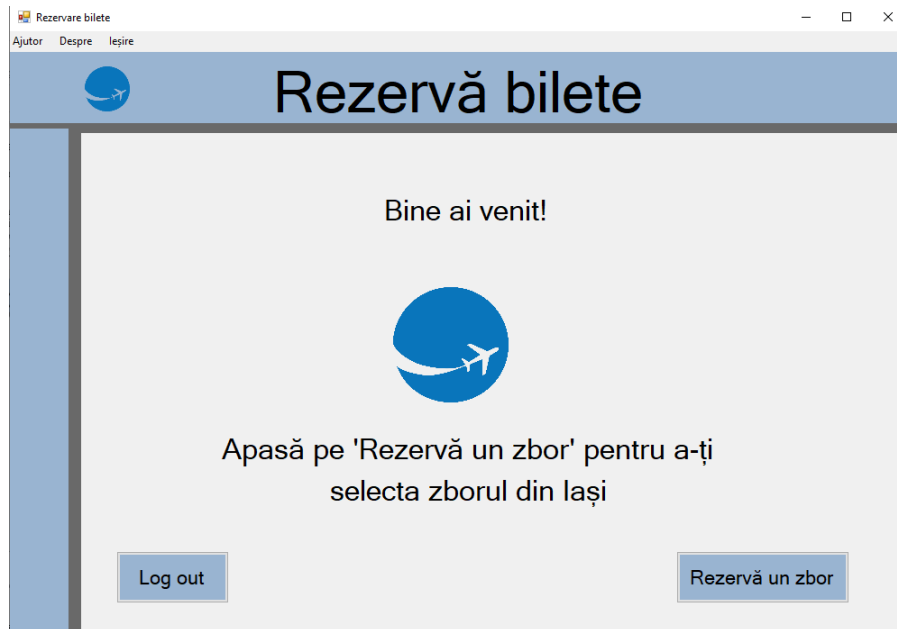 Rezervare bilete
Ajutor Despre Ieșire
Rezervă bilete
Bine ai venit!
Apasă pe 'Rezervă un zbor' pentru a-ți
selecta zborul din Iași
Log out
Rezervă un zbor